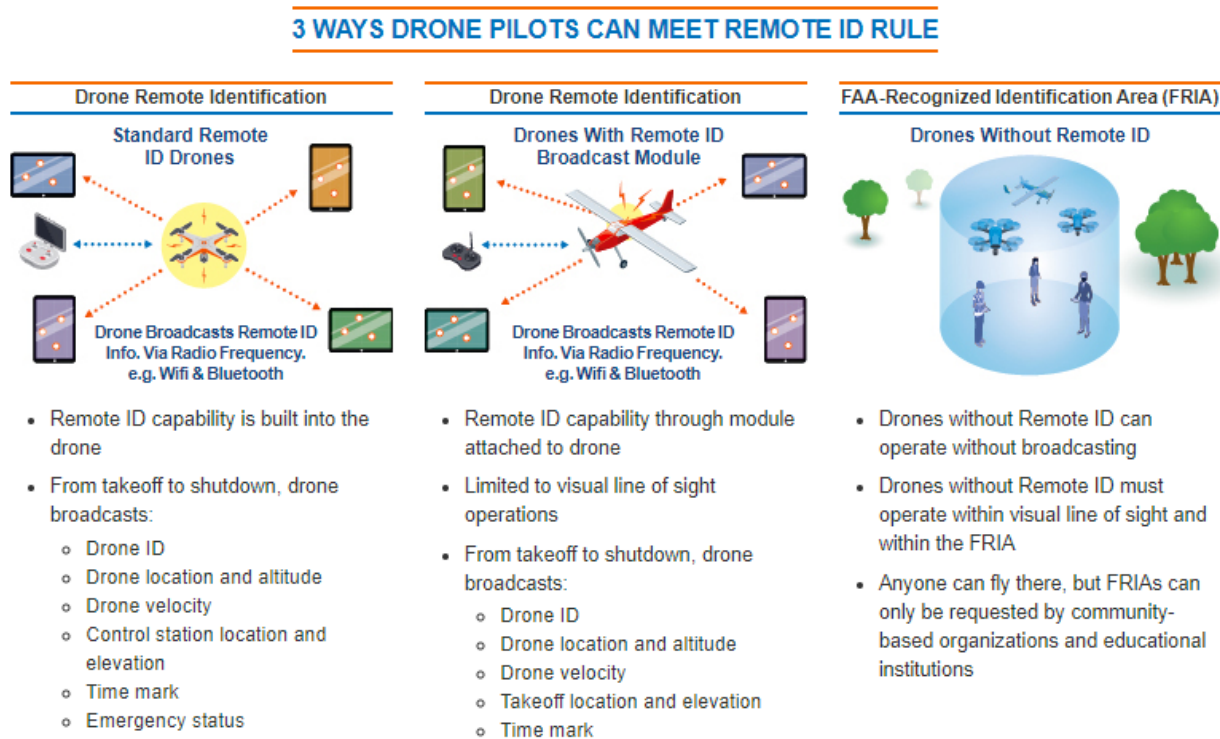 3 WAYS DRONE PILOTS CAN MEET REMOTE ID RULE
Drone Remote Identification
Standard Remote
ID Drones
Drone Broadcasts Remote ID
Info. Via Radio Frequency.
e.g. Wifi & Bluetooth
• Remote ID capability is built into the
drone
• From takeoff to shutdown, drone
broadcasts:
Drone ID
Drone location and altitude
Drone velocity
Control station location and
elevation
Time mark
Emergency status
Drone Remote Identification
Drones With Remote ID
Broadcast Module
Drone Broadcasts Remote ID
Info. Via Radio Frequency.
e.g. Wifi & Bluetooth
• Remote ID capability through module
attached to drone
• Limited to visual line of sight
operations
• From takeoff to shutdown, drone
broadcasts:
Drone ID
Drone location and altitude
Drone velocity
Takeoff location and elevation
Time mark
FAA-Recognized Identification Area (FRIA)
Drones Without Remote ID
• Drones without Remote ID can
operate without broadcasting
• Drones without Remote ID must
operate within visual line of sight and
within the FRIA
• Anyone can fly there, but FRIAs can
only be requested by community-
based organizations and educational
institutions